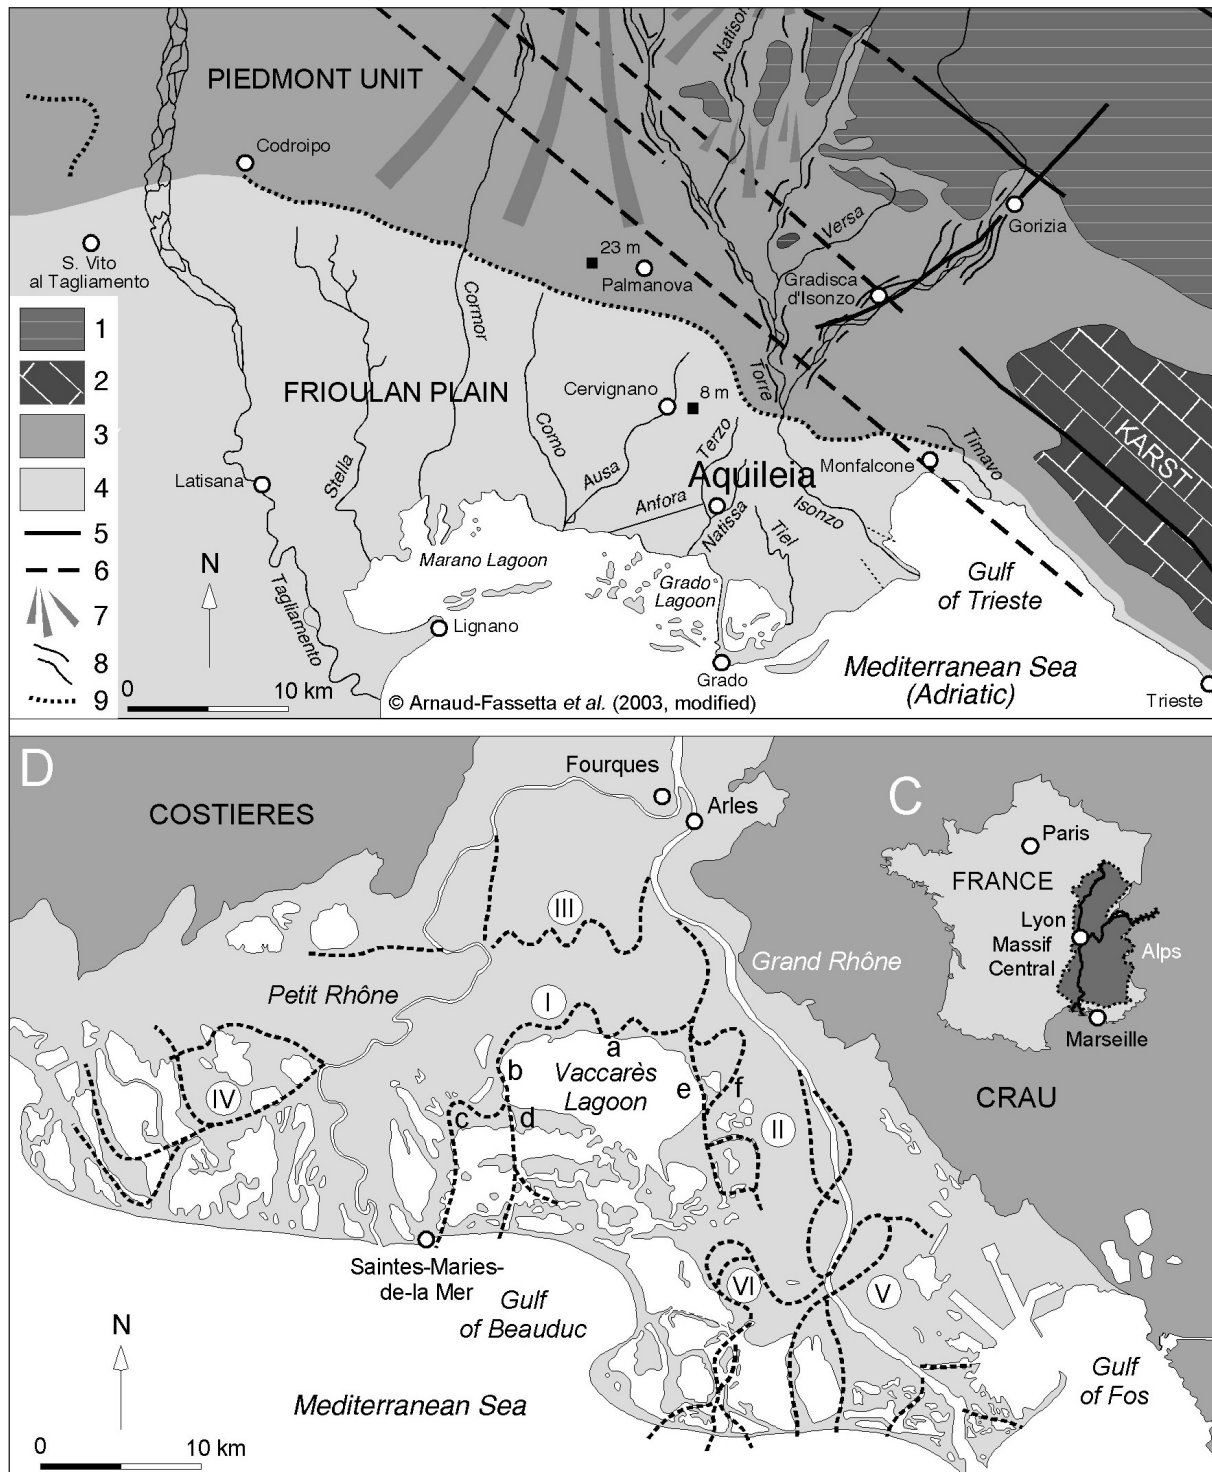 PIEDMONT UNIT
Natison
Codroipo
Versa
Gorizia
S. Vito
al Tagliamento
23 m
Palmanova
Gradisca
d'Isonzo
Cormor
1
2
3
4
5
6
7
8
9
FRIOULAN PLAIN
Cervignano
8 m
Torre
Corno
Terzo
KARST
Timavo
Latisana
Stella
Ausa
Aquileia
Monfalcone
Anfora
Isonzo
Natissa
Tiel
N
Marano Lagoon
Grado
Lagoon
Gulf
of Trieste
Tagliamento
Lignano
Grado
Mediterranean Sea
(Adriatic)
Trieste
0
10 km
© Arnaud-Fassetta et al. (2003, modified)
D
COSTIERES
Fourques
Arles
C
Paris
FRANCE
Lyon
Massif
Central
Alps
Marseille
III
Grand Rhône
Petit Rhône
I
a
b
Vaccarès
Lagoon
e
f
CRAU
IV
c
d
II
Saintes-Maries-
de-la Mer
Gulf
of Beauduc
VI
V
N
Mediterranean Sea
Gulf
of Fos
0
10 km